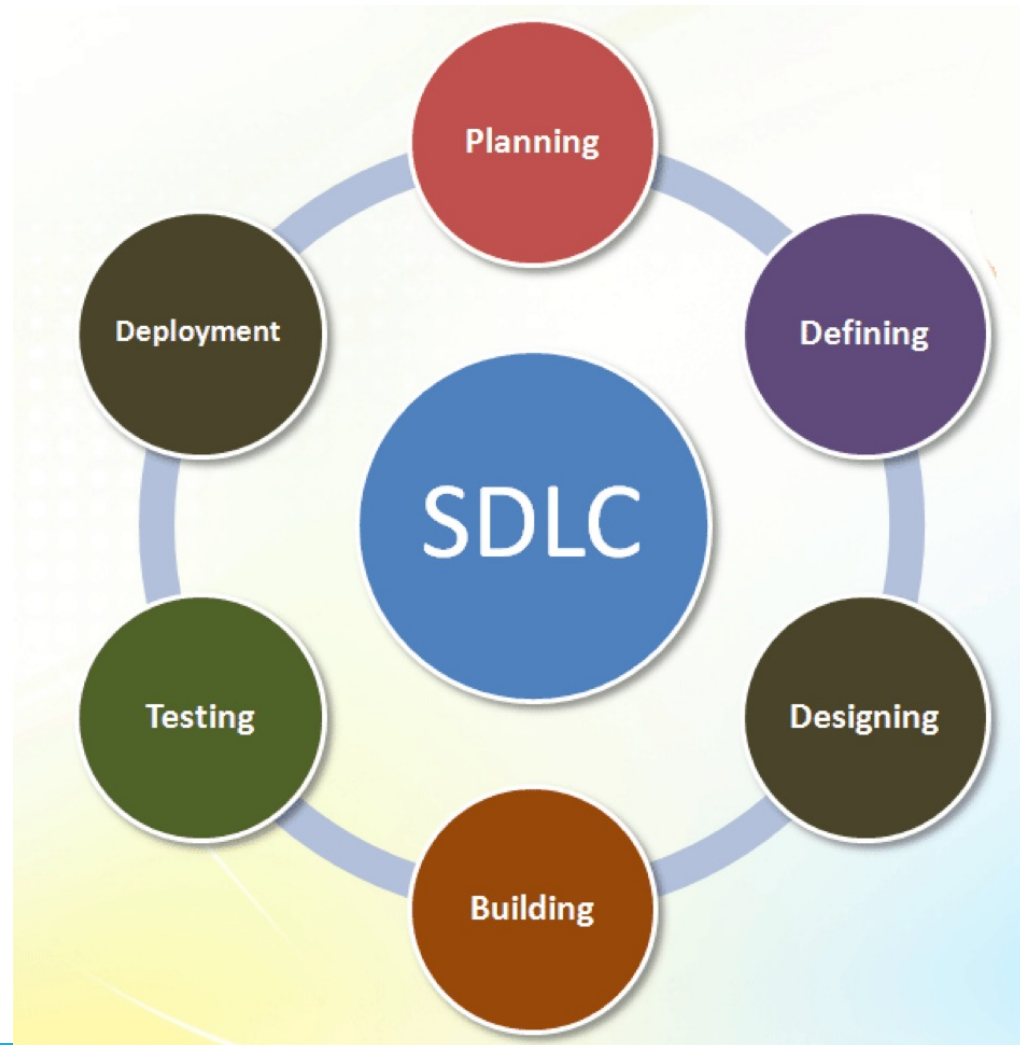 Planning
Defining
Designing
Building
Testing
Deployment
SDLC